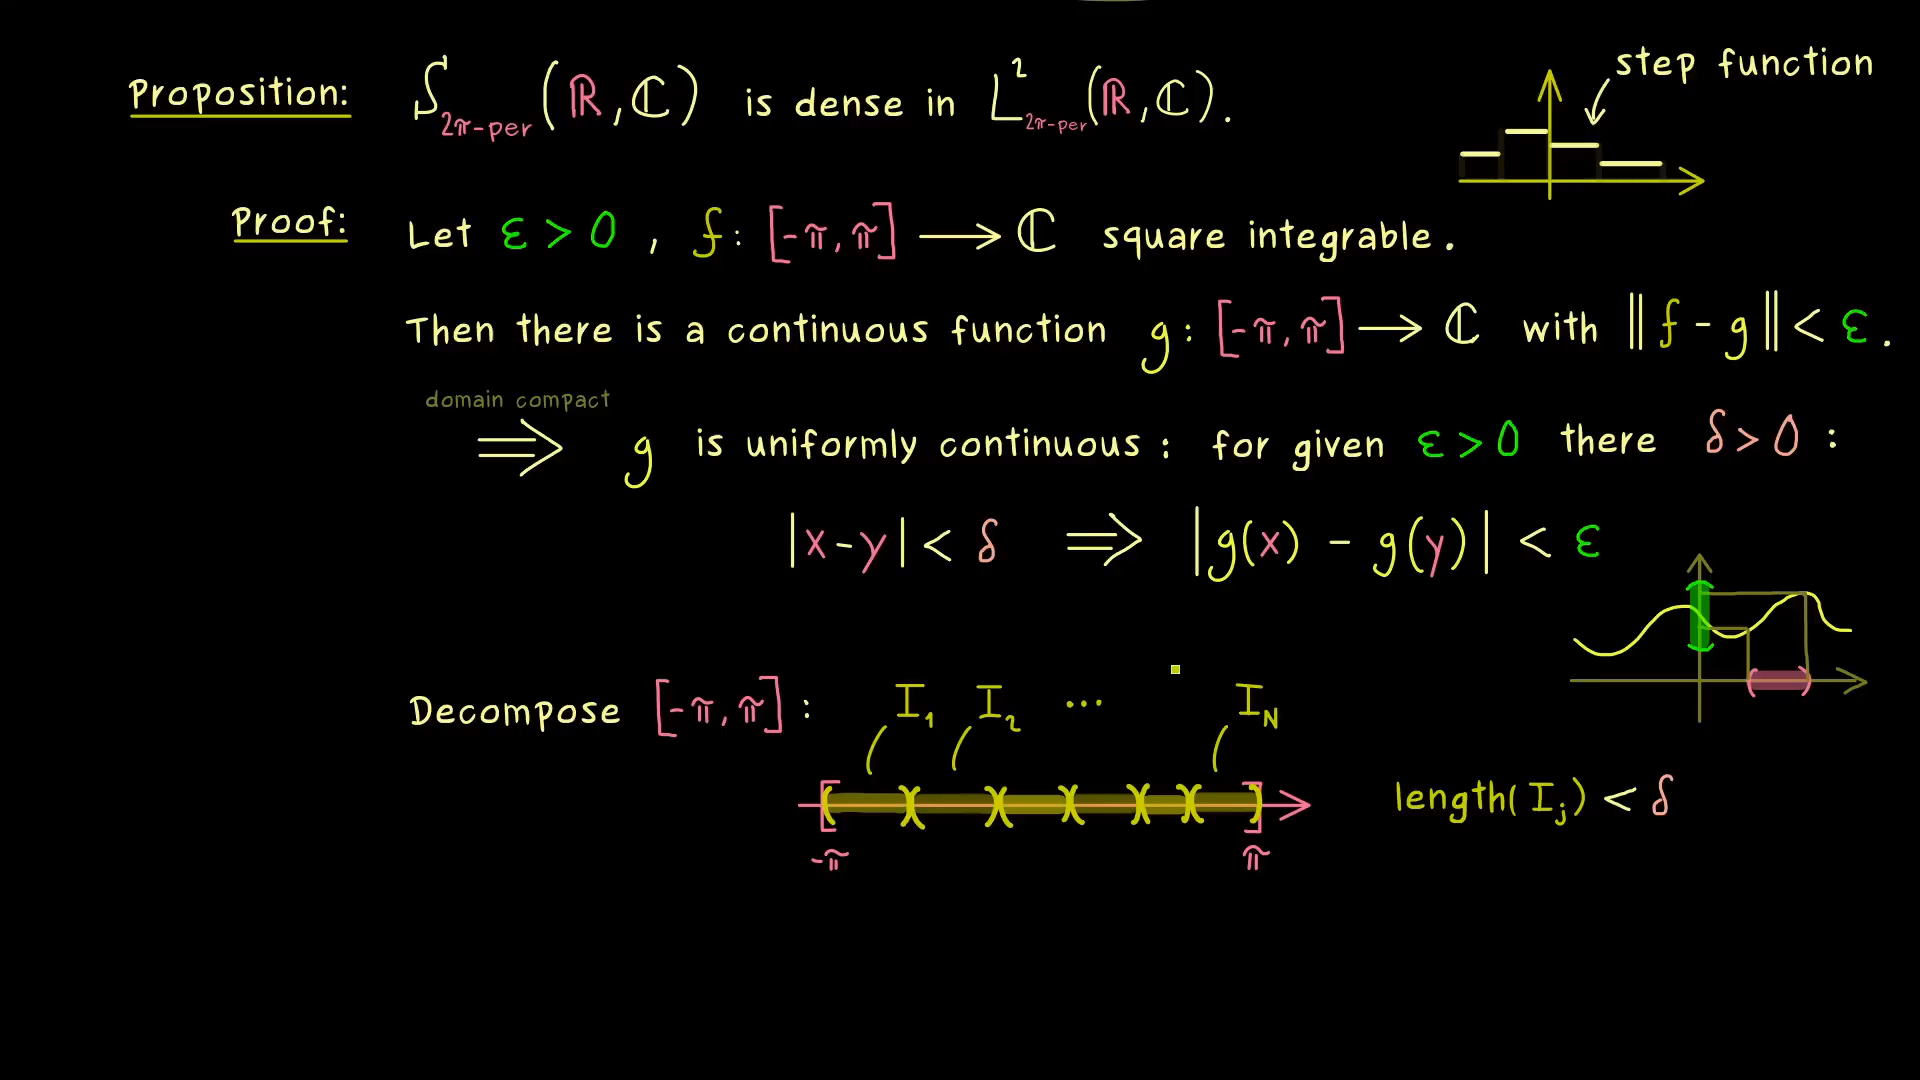 Proposition: S_{2π-per}(ℝ,ℂ) is dense in L²_{2π-per}(ℝ,ℂ).
step function
Proof: Let ε > 0 , f: [-π,π] ⟶ ℂ square integrable.
Then there is a continuous function g: [-π,π] ⟶ ℂ with ‖f - g‖ < ε.
domain compact
⟹ g is uniformly continuous: for given ε > 0 there δ > 0 :
|x-y| < δ ⟹ |g(x) - g(y)| < ε
Decompose [-π,π]: I₁ I₂ ... I_N
length(I_j) < δ
-π π